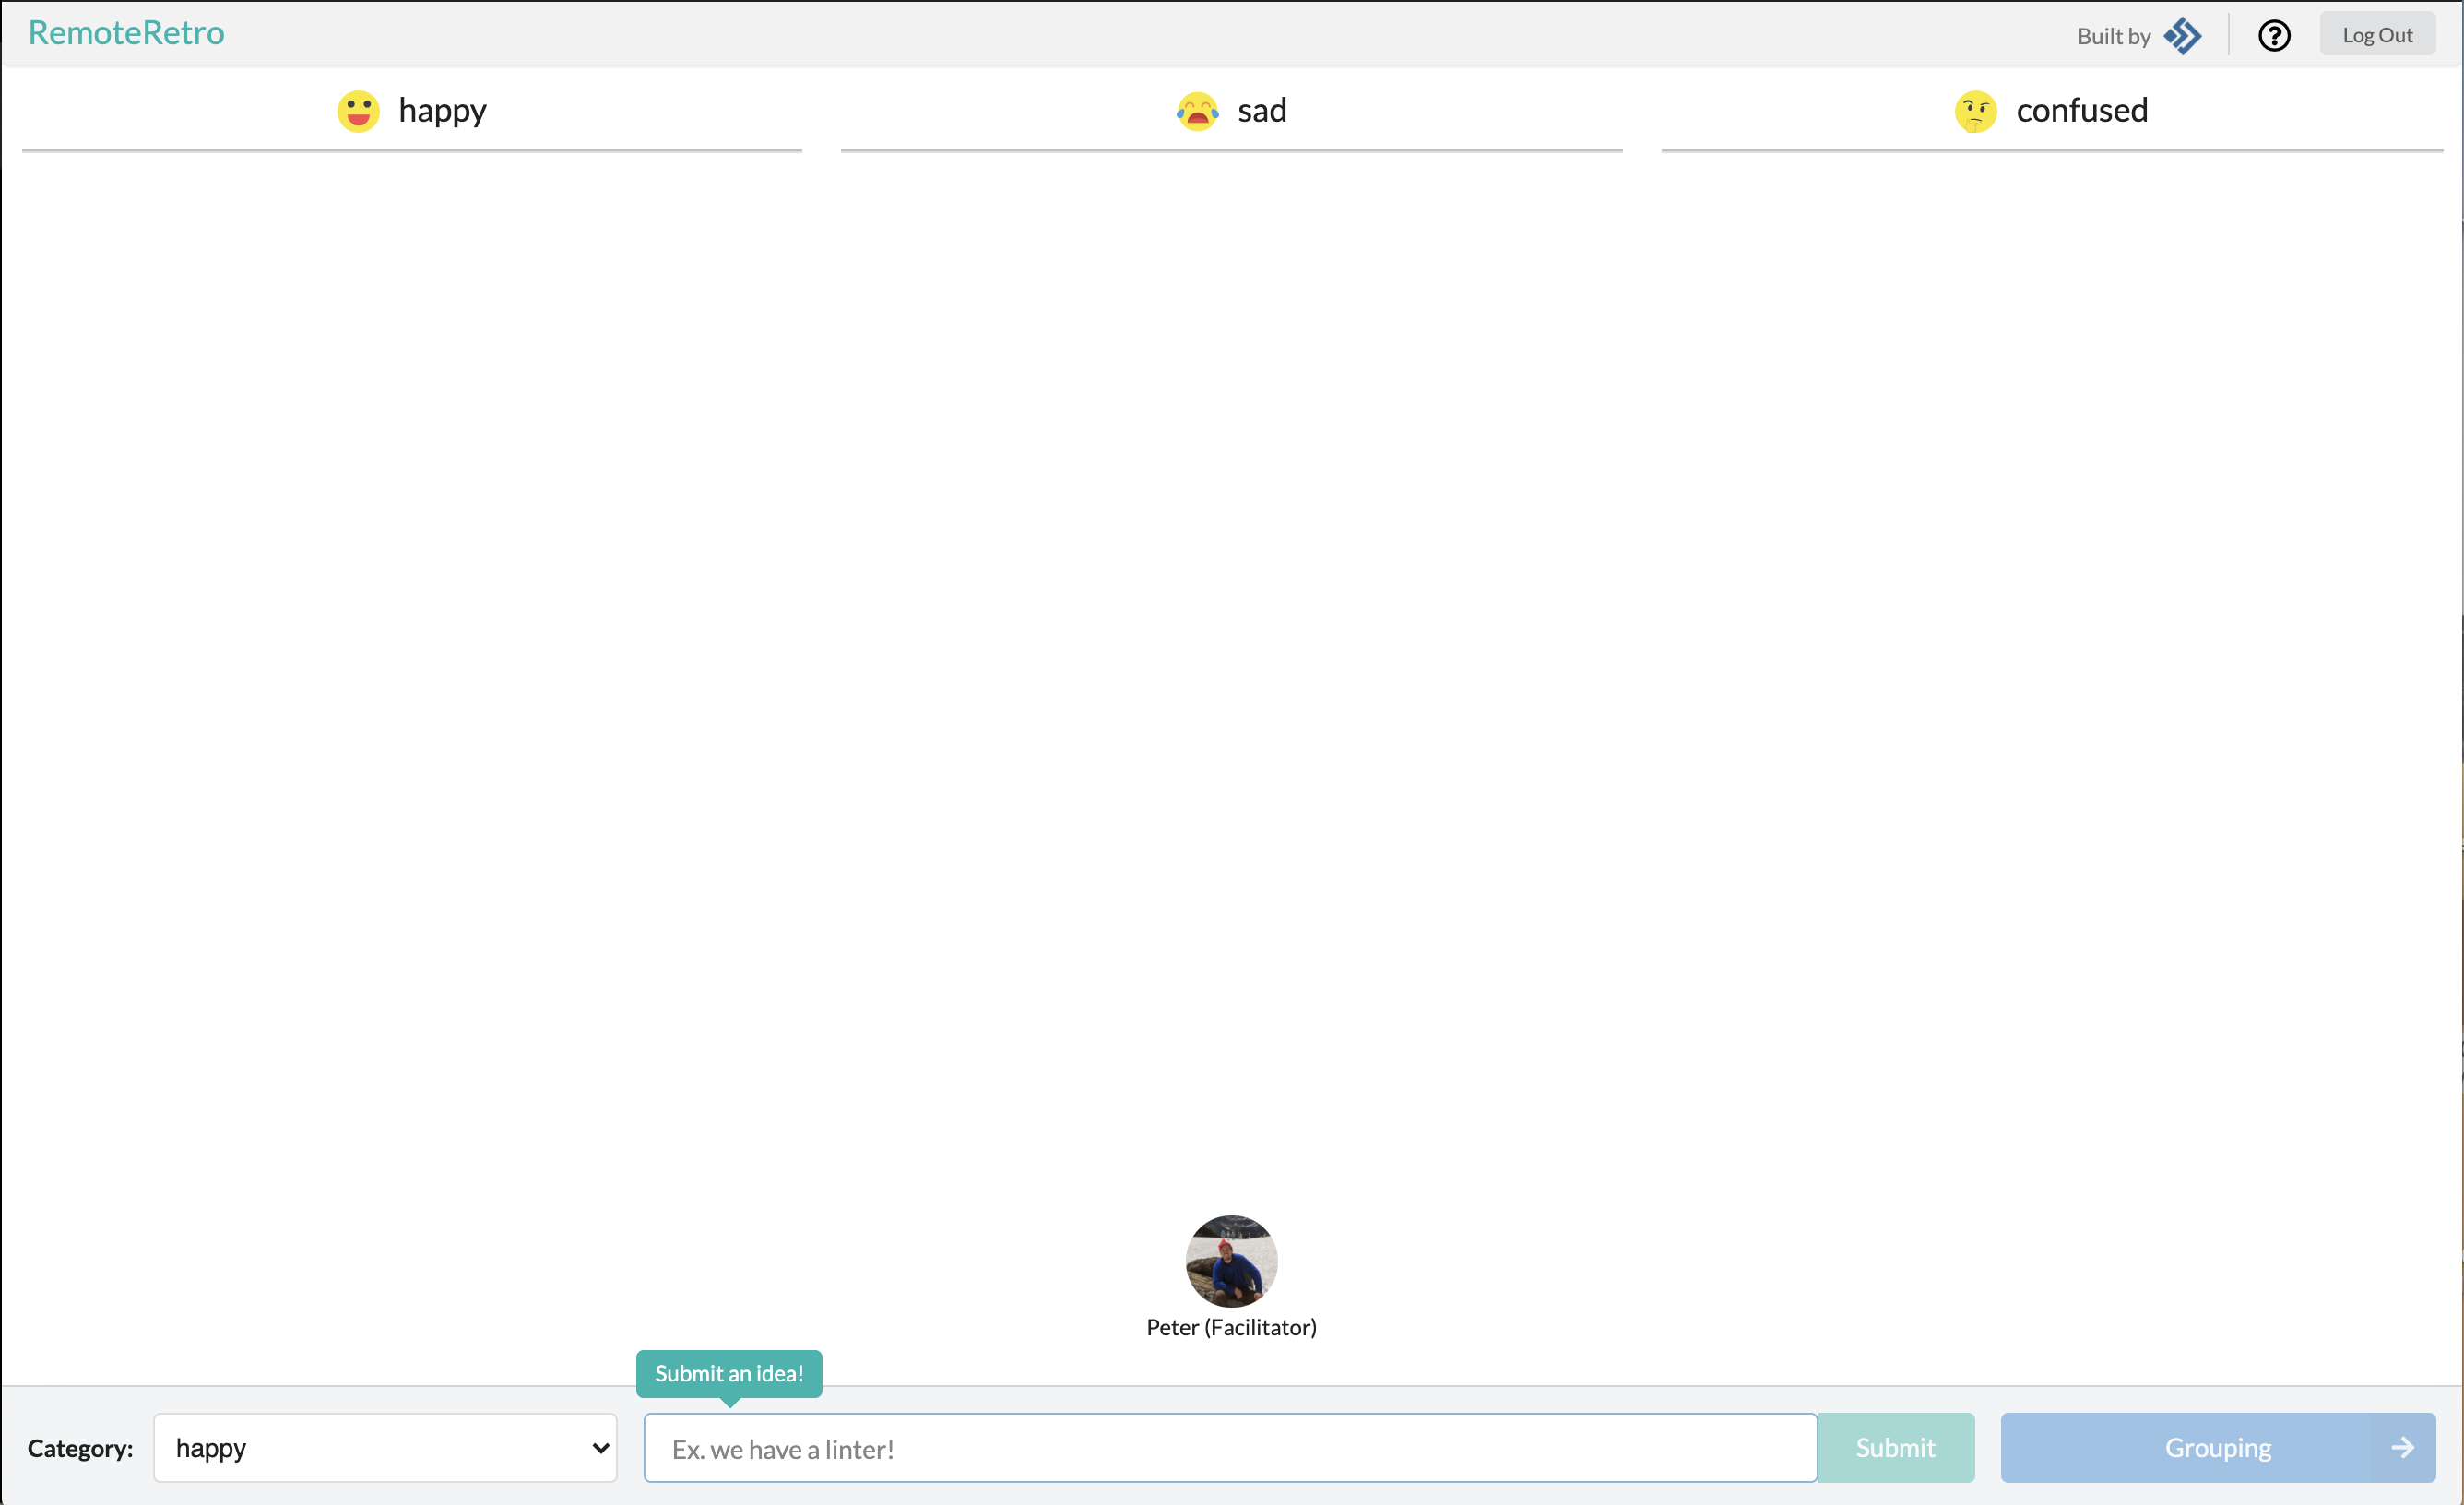 RemoteRetro
Built by
Log Out
happy
sad
confused
Peter (Facilitator)
Submit an idea!
Category:
happy
Ex. we have a linter!
Submit
Grouping